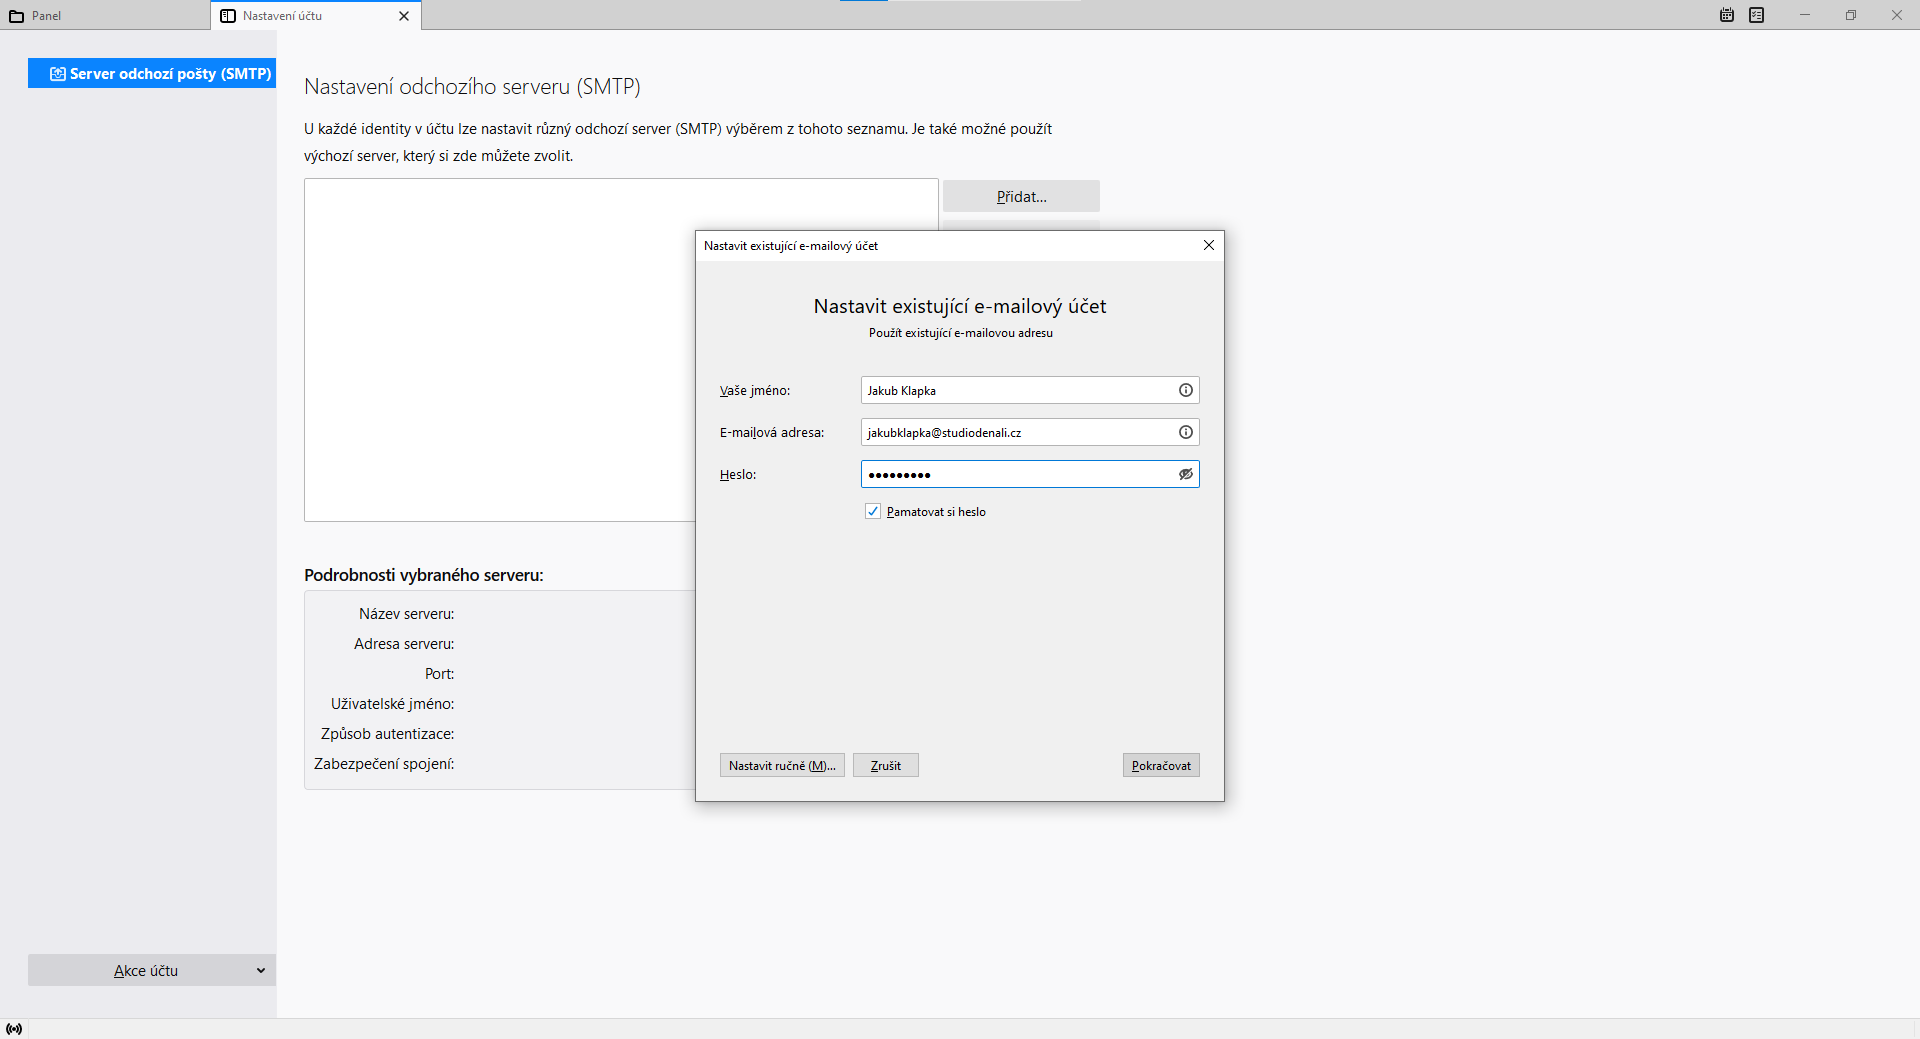 Panel
Nastavení účtu
Server odchozí pošty (SMTP)
Nastavení odchozího serveru (SMTP)
U každé identity v účtu lze nastavit různý odchozí server (SMTP) výběrem z tohoto seznamu. Je také možné použít
výchozí server, který si zde můžete zvolit.
Přidat...
Nastavit existující e-mailový účet
Nastavit existující e-mailový účet
Použít existující e-mailovou adresu
Vaše jméno:
Jakub Klapka
E-mailová adresa:
jakubklapka@studiodenali.cz
Heslo:
•••••••••
Pamatovat si heslo
Nastavit ručně (M)...
Zrušit
Pokračovat
Podrobnosti vybraného serveru:
Název serveru:
Adresa serveru:
Port:
Uživatelské jméno:
Způsob autentizace:
Zabezpečení spojení:
Akce účtu